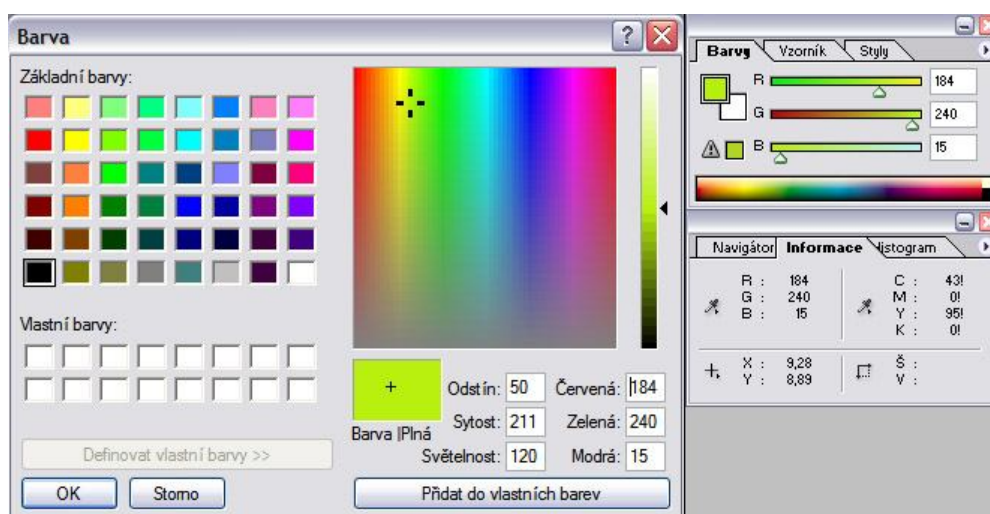 Barva
Základní barvy:
Vlastní barvy:
Definovat vlastní barvy >>
OK
Storno
Barva |Plná
Odstín: 50
Sytost: 211
Světelnost: 120
Červená: 184
Zelená: 240
Modrá: 15
Přidat do vlastních barev
Barvy Vzorník Styly
R 184
G 240
B 15
Navigátor Informace Histogram
R : 184
G : 240
B : 15
C : 43!
M : 0!
Y : 95!
K : 0!
X : 9,28
Y : 8,89
Š :
V :